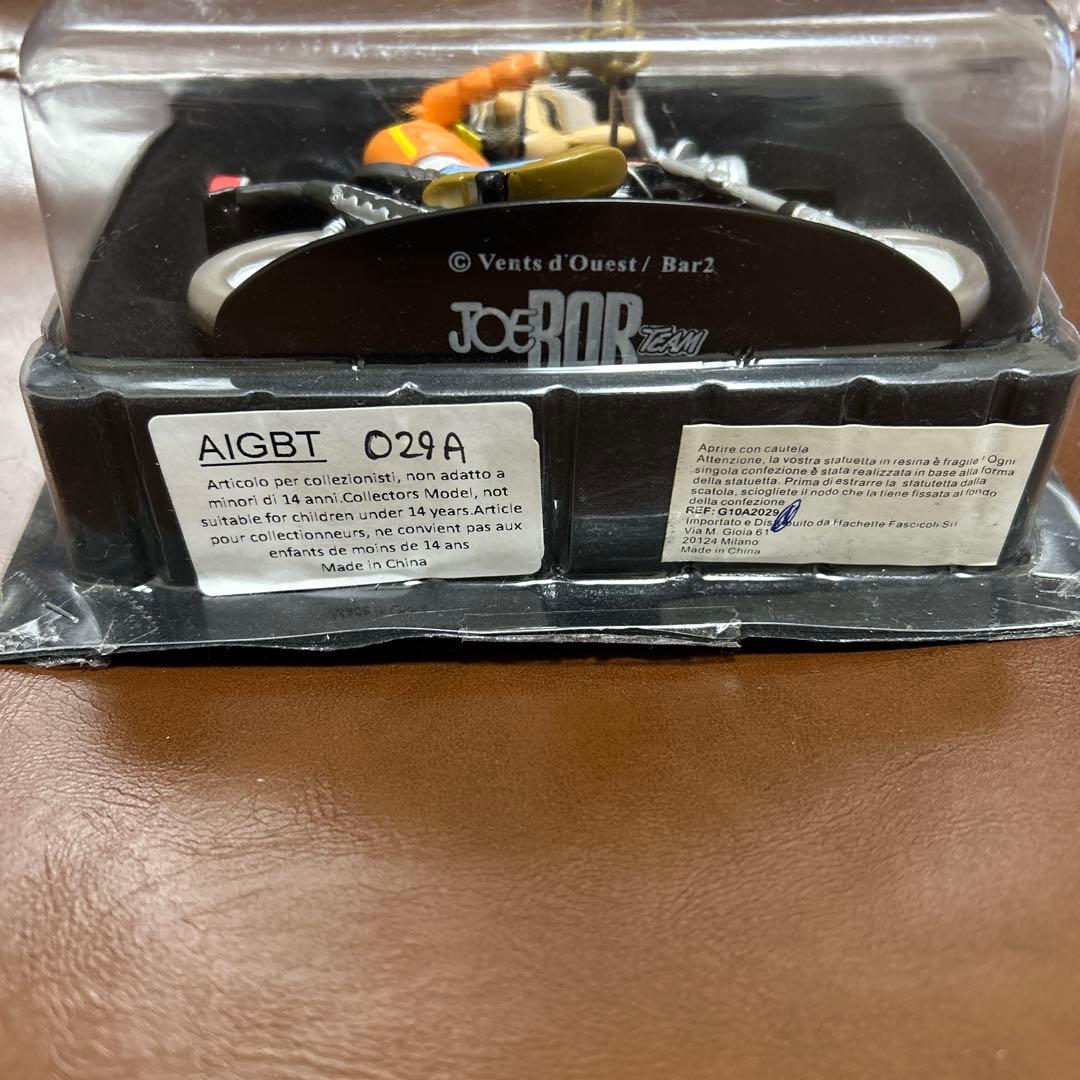 © Vents d'Ouest / Bar2
JOE BAR TEAM
AIGBT 029A
Articolo per collezionisti, non adatto a
minori di 14 anni.Collectors Model, not
suitable for children under 14 years.Article
pour collectionneurs, ne convient pas aux
enfants de moins de 14 ans
Made in China
Aprire con cautela
Attenzione, la vostra statuetta in resina è fragile ! Ogni
singola confezione è stata realizzata in base alla forma
della statuetta. Prima di estrarre la statutetta dalla
scatola, sciogliete il nodo che la tiene fissata al fondo
della confezione
REF: G10A2029
Importato e Distribuito da Hachette Fascicoli Srl
Via M. Gioia 61
20124 Milano
Made in China